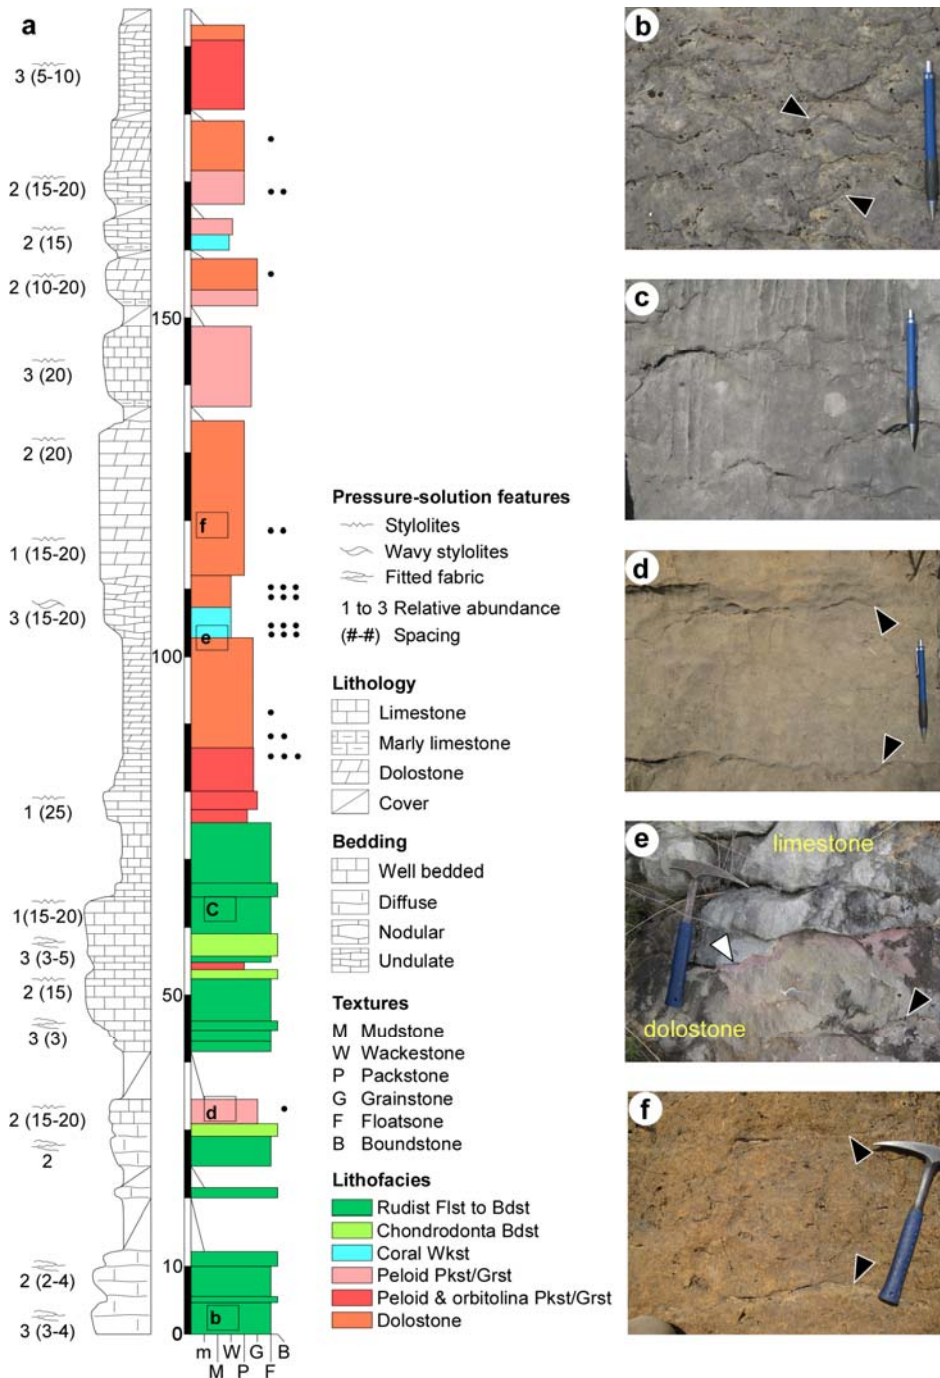 a
3 (5-10)
2 (15-20)
2 (15)
2 (10-20)
150
3 (20)
2 (20)
f
1 (15-20)
3 (15-20)
e
100
1 (25)
1(15-20)
C
3 (3-5)
2 (15)
50
3 (3)
2 (15-20)
d
2
2 (2-4)
10
3 (3-4)
b
0
m W G B
M P F
Pressure-solution features
Stylolites
Wavy stylolites
Fitted fabric
1 to 3 Relative abundance
(#-#) Spacing
Lithology
Limestone
Marly limestone
Dolostone
Cover
Bedding
Well bedded
Diffuse
Nodular
Undulate
Textures
M Mudstone
W Wackestone
P Packstone
G Grainstone
F Floatsone
B Boundstone
Lithofacies
Rudist Flst to Bdst
Chondrodonta Bdst
Coral Wkst
Peloid Pkst/Grst
Peloid & orbitolina Pkst/Grst
Dolostone
b
c
d
e
limestone
dolostone
f